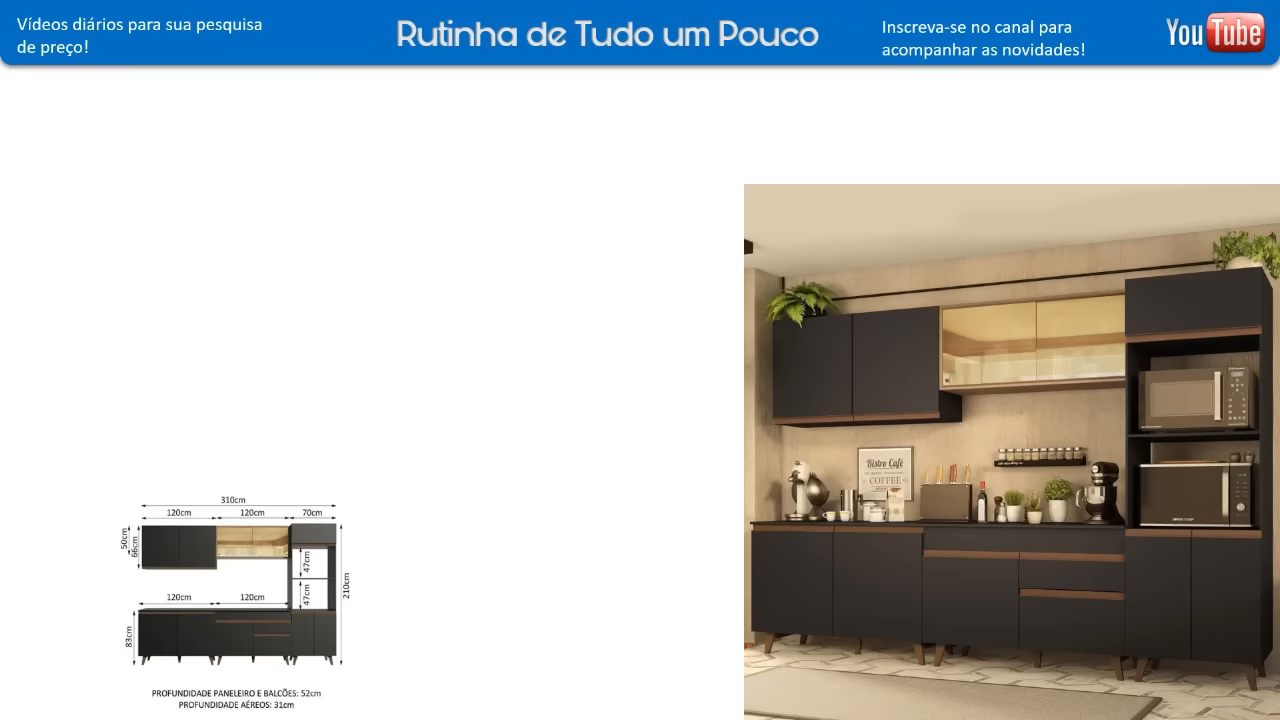 Vídeos diários para sua pesquisa
de preço!
Rutinha de Tudo um Pouco
Inscreva-se no canal para
acompanhar as novidades!
YouTube
310cm
120cm
120cm
70cm
50cm
66cm
47cm
47cm
210cm
120cm
120cm
83cm
PROFUNDIDADE PANELEIRO E BALCÕES: 52cm
PROFUNDIDADE AÉREOS: 31cm
Bistro Café
COFFEE